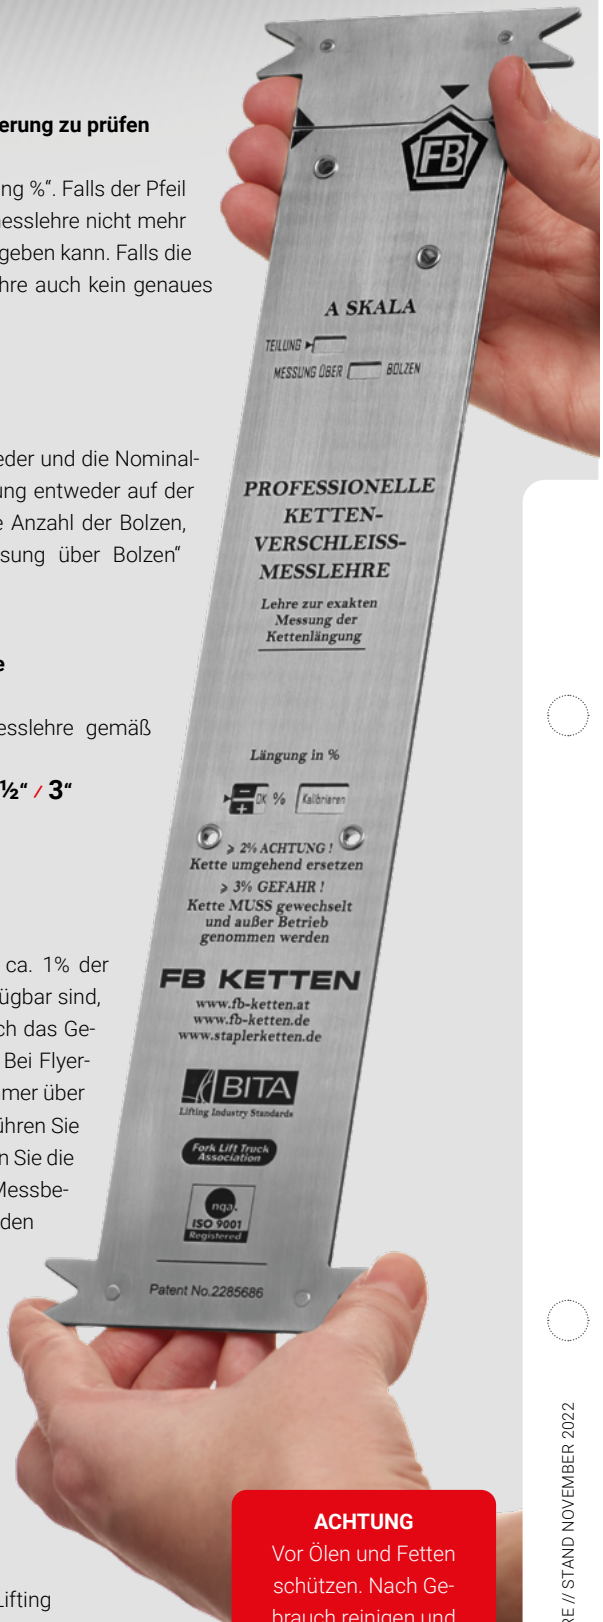 erung zu prüfen
ng %“. Falls der Pfeil
nesslehre nicht mehr
geben kann. Falls die
hre auch kein genaues
eder und die Nominal-
ung entweder auf der
e Anzahl der Bolzen,
sung über Bolzen“
e
esslehre gemäß
½“ / 3“
ca. 1% der
ügbar sind,
ch das Ge-
Bei Flyer-
mer über
ühren Sie
n Sie die
Messbe-
den
Lifting
FB
A SKALA
TEILUNG
MESSUNG ÜBER BOLZEN
PROFESSIONELLE
KETTEN-
VERSCHLEISS-
MESSLEHRE
Lehre zur exakten
Messung der
Kettenlängung
Längung in %
− + OK % Kalibrieren
> 2% ACHTUNG !
Kette umgehend ersetzen
> 3% GEFAHR !
Kette MUSS gewechselt
und außer Betrieb
genommen werden
FB KETTEN
www.fb-ketten.at
www.fb-ketten.de
www.staplerketten.de
BITA
Lifting Industry Standards
Fork Lift Truck
Association
nqa.
ISO 9001
Registered
Patent No.2285686
ACHTUNG
Vor Ölen und Fetten
schützen. Nach Ge-
brauch reinigen und
RE // STAND NOVEMBER 2022